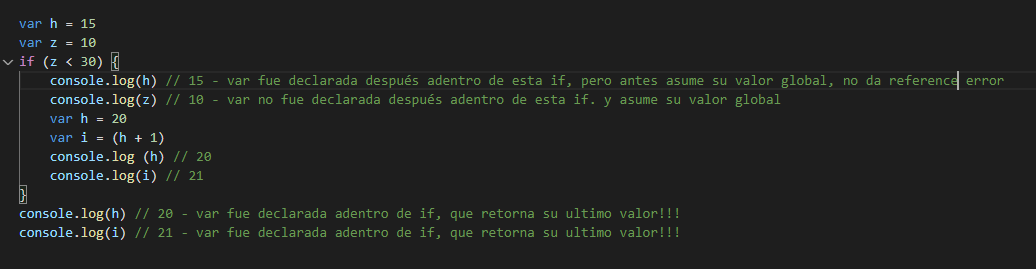 var h = 15
var z = 10
if (z < 30) {
console.log(h) // 15 - var fue declarada después adentro de esta if, pero antes asume su valor global, no da reference error
console.log(z) // 10 - var no fue declarada después adentro de esta if. y asume su valor global
var h = 20
var i = (h + 1)
console.log (h) // 20
console.log(i) // 21
}
console.log(h) // 20 - var fue declarada adentro de if, que retorna su ultimo valor!!!
console.log(i) // 21 - var fue declarada adentro de if, que retorna su ultimo valor!!!